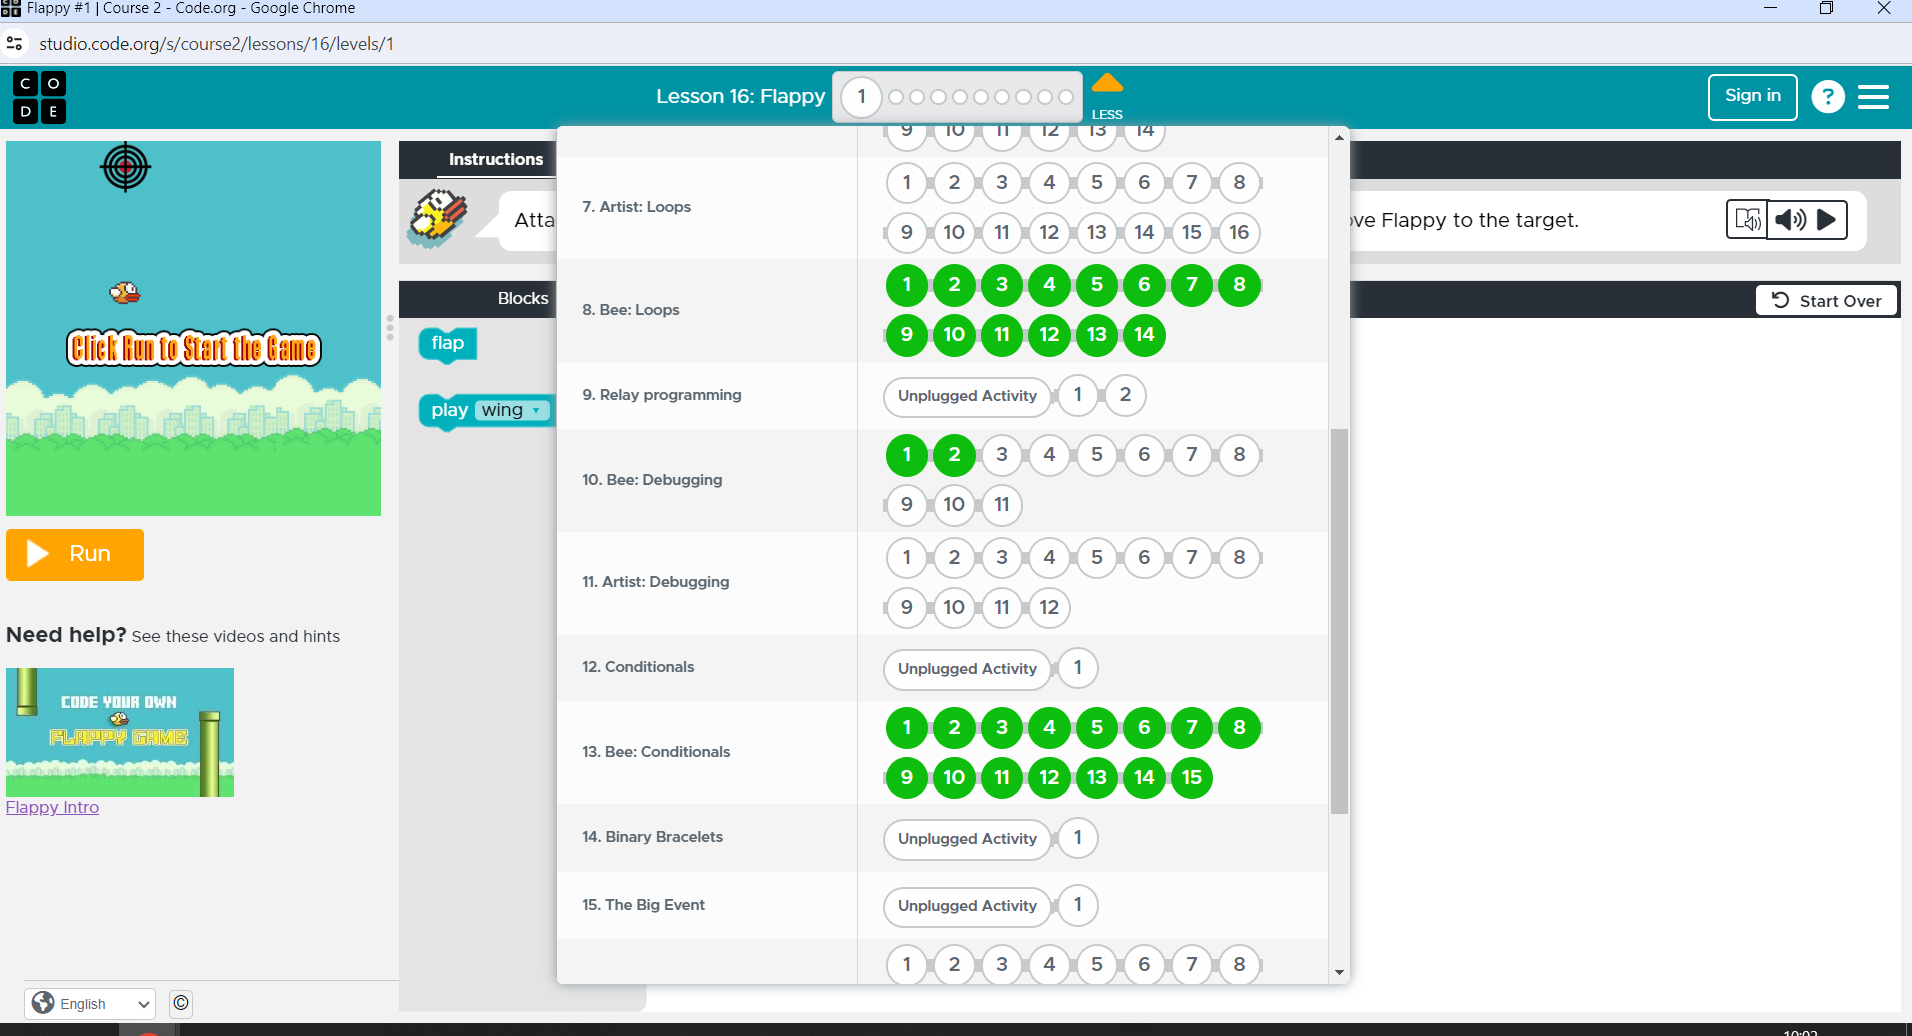 Flappy #1 | Course 2 - Code.org - Google Chrome
studio.code.org/s/course2/lessons/16/levels/1
C O
D E
Lesson 16: Flappy
1
LESS
Sign in
?
Click Run to Start the Game
Run
Need help? See these videos and hints
CODE YOUR OWN
FLAPPY GAME
Flappy Intro
English
©
Instructions
Atta
ove Flappy to the target.
Blocks
Start Over
flap
play wing
9 10 11 12 13 14
7. Artist: Loops
1 2 3 4 5 6 7 8
9 10 11 12 13 14 15 16
8. Bee: Loops
1 2 3 4 5 6 7 8
9 10 11 12 13 14
9. Relay programming
Unplugged Activity 1 2
10. Bee: Debugging
1 2 3 4 5 6 7 8
9 10 11
11. Artist: Debugging
1 2 3 4 5 6 7 8
9 10 11 12
12. Conditionals
Unplugged Activity 1
13. Bee: Conditionals
1 2 3 4 5 6 7 8
9 10 11 12 13 14 15
14. Binary Bracelets
Unplugged Activity 1
15. The Big Event
Unplugged Activity 1
1 2 3 4 5 6 7 8